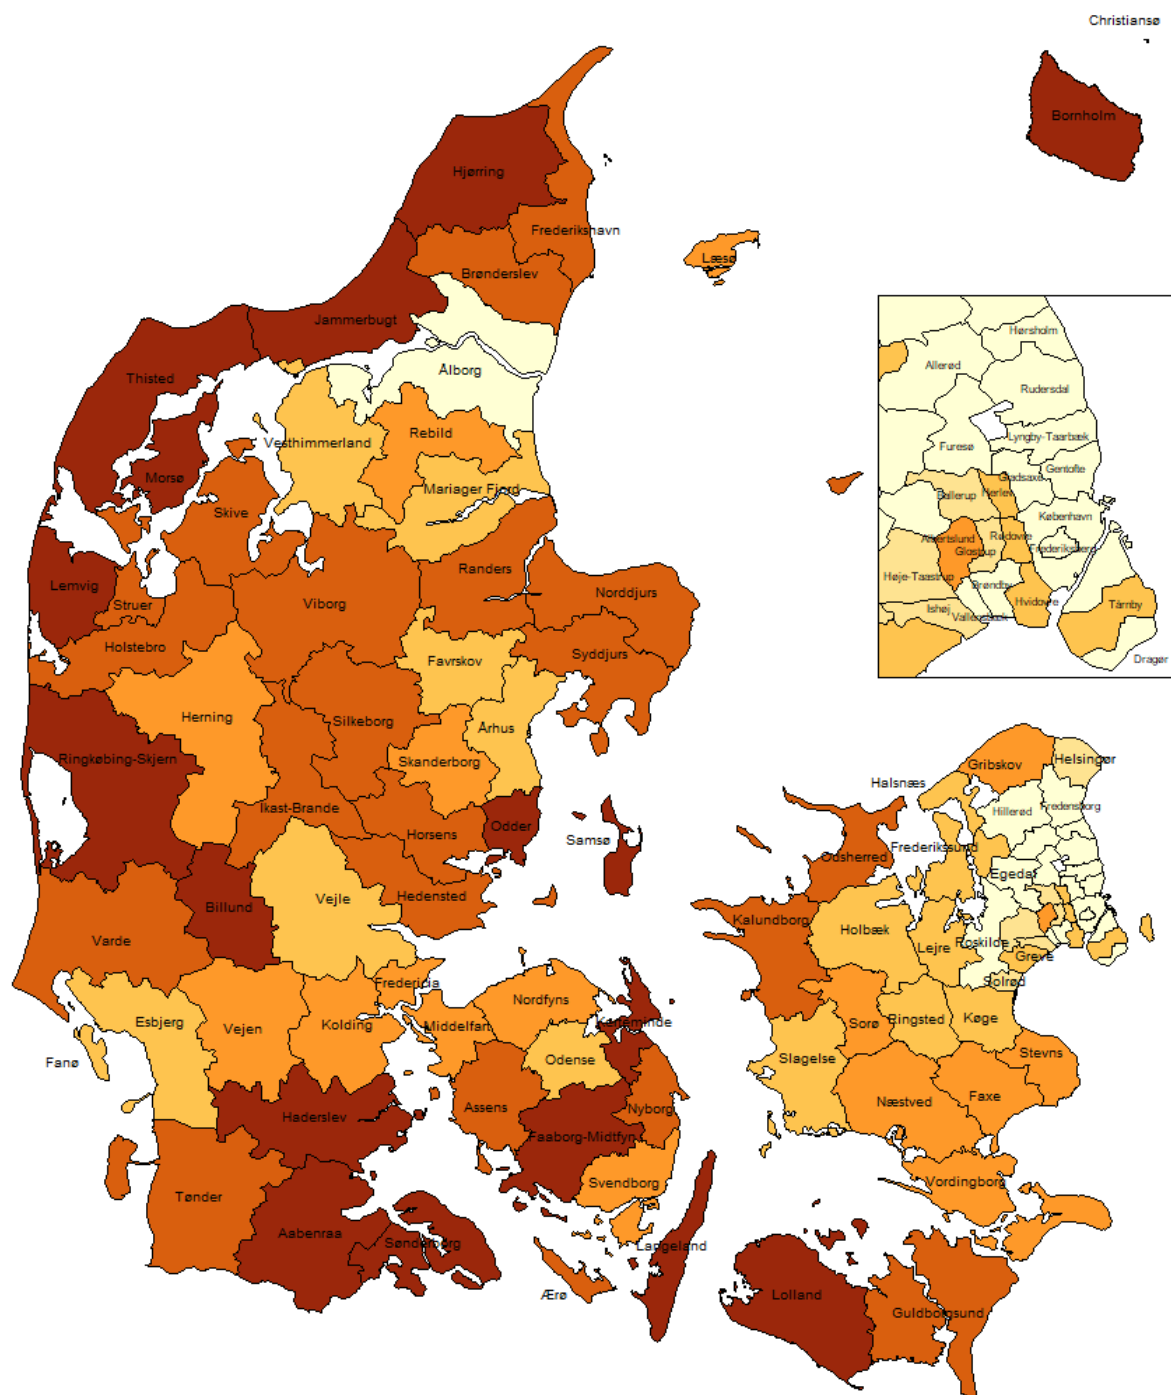 Christiansø
Bornholm
Hjørring
Frederikshavn
Læsø
Brønderslev
Jammerbugt
Ålborg
Thisted
Vesthimmerland
Rebild
Morsø
Mariager Fjord
Skive
Randers
Norddjurs
Lemvig
Struer
Viborg
Holstebro
Syddjurs
Favrskov
Herning
Silkeborg
Århus
Ringkøbing-Skjern
Skanderborg
Ikast-Brande
Horsens
Odder
Samsø
Hedensted
Billund
Vejle
Varde
Fredericia
Esbjerg
Vejen
Kolding
Fanø
Middelfart
Nordfyns
Kerteminde
Odense
Haderslev
Assens
Nyborg
Faaborg-Midtfyn
Svendborg
Tønder
Aabenraa
Sønderborg
Langeland
Ærø
Hørsholm
Allerød
Rudersdal
Lyngby-Taarbæk
Furesø
Gentofte
Gladsaxe
Ballerup
Herlev
København
Albertslund
Rødovre
Glostrup
Frederiksberg
Høje-Taastrup
Brøndby
Hvidovre
Ishøj
Vallensbæk
Tårnby
Dragør
Gribskov
Helsingør
Halsnæs
Hillerød
Fredensborg
Frederikssund
Odsherred
Egedal
Kalundborg
Holbæk
Lejre
Roskilde
Greve
Solrød
Sorø
Ringsted
Køge
Slagelse
Stevns
Næstved
Faxe
Vordingborg
Lolland
Guldborgsund